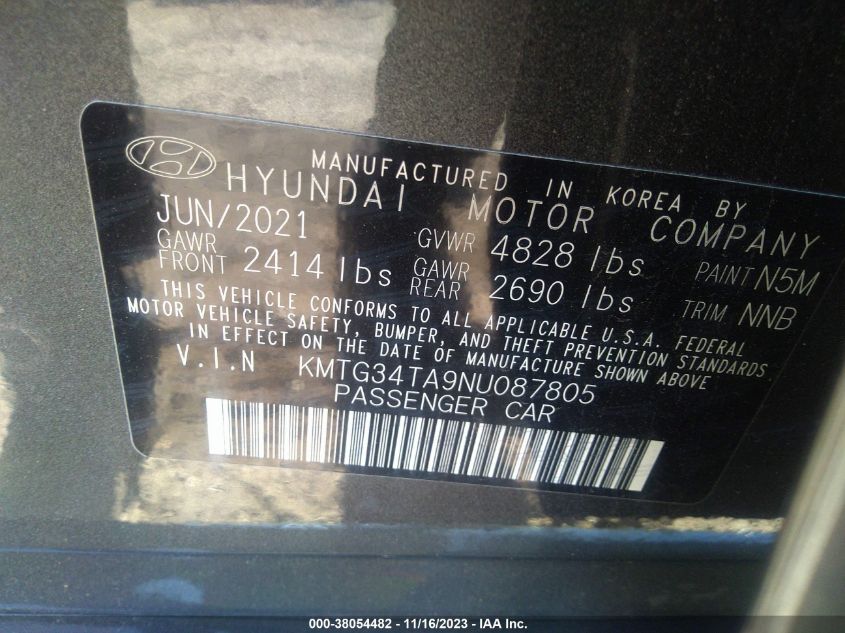 MANUFACTURED IN KOREA BY
HYUNDAI MOTOR COMPANY
JUN/2021 GVWR 4828 lbs PAINT N5M
GAWR FRONT 2414 lbs GAWR REAR 2690 lbs TRIM NNB
THIS VEHICLE CONFORMS TO ALL APPLICABLE U.S.A. FEDERAL
MOTOR VEHICLE SAFETY, BUMPER, AND THEFT PREVENTION STANDARDS
IN EFFECT ON THE DATE OF MANUFACTURE SHOWN ABOVE
V.I.N KMTG34TA9NU087805
PASSENGER CAR
000-38054482 - 11/16/2023 - IAA Inc.